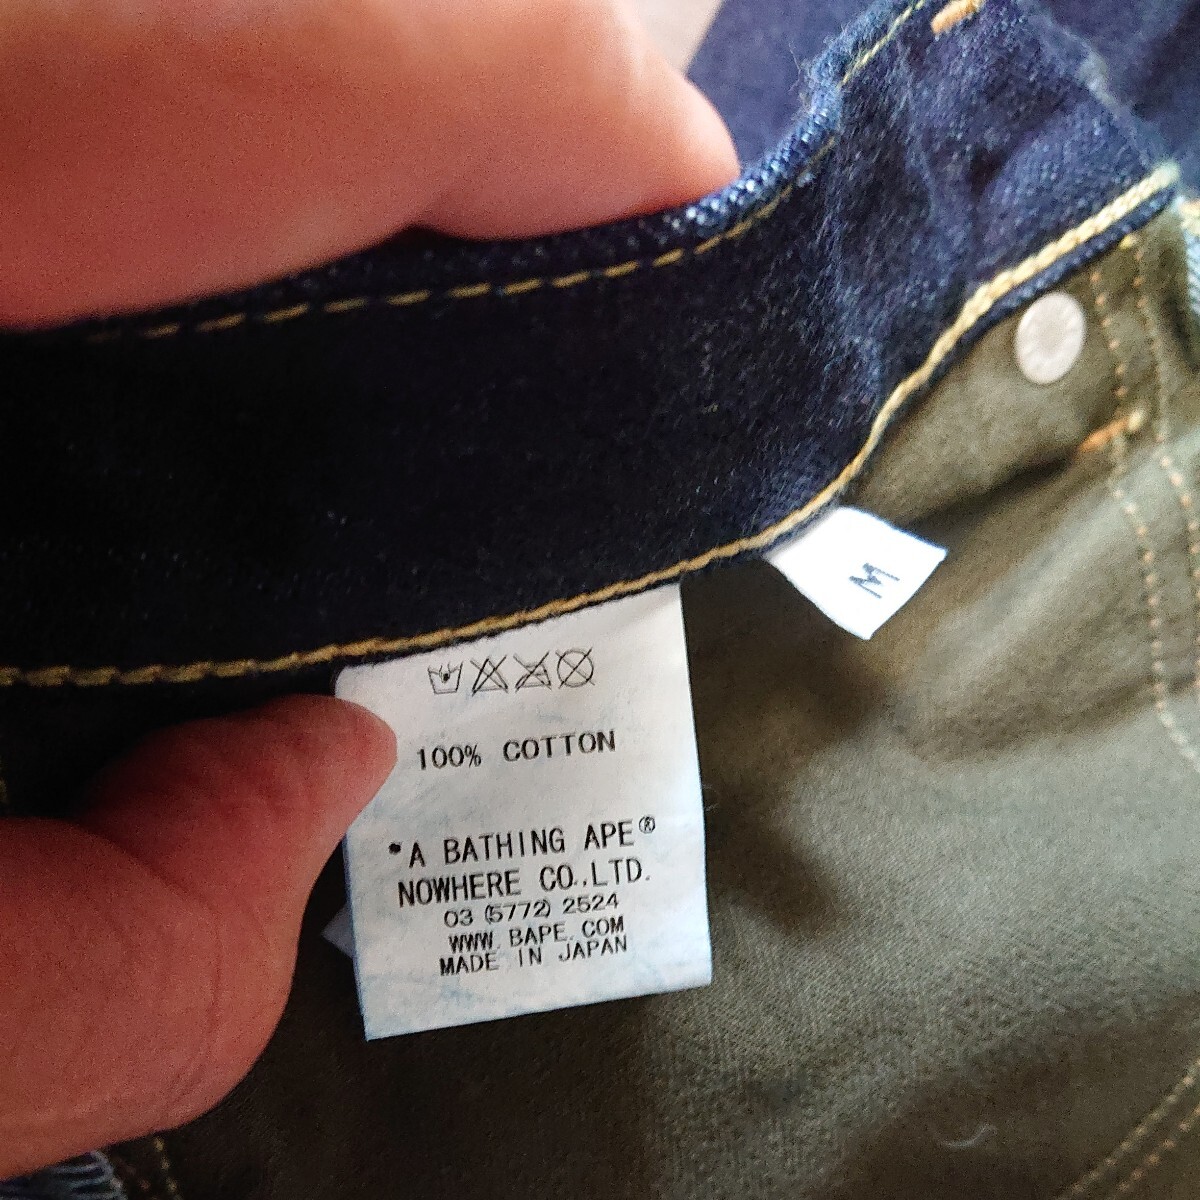 100% COTTON
*A BATHING APE®
NOWHERE CO.,LTD.
03 (5772) 2524
WWW. BAPE. COM
MADE IN JAPAN
M